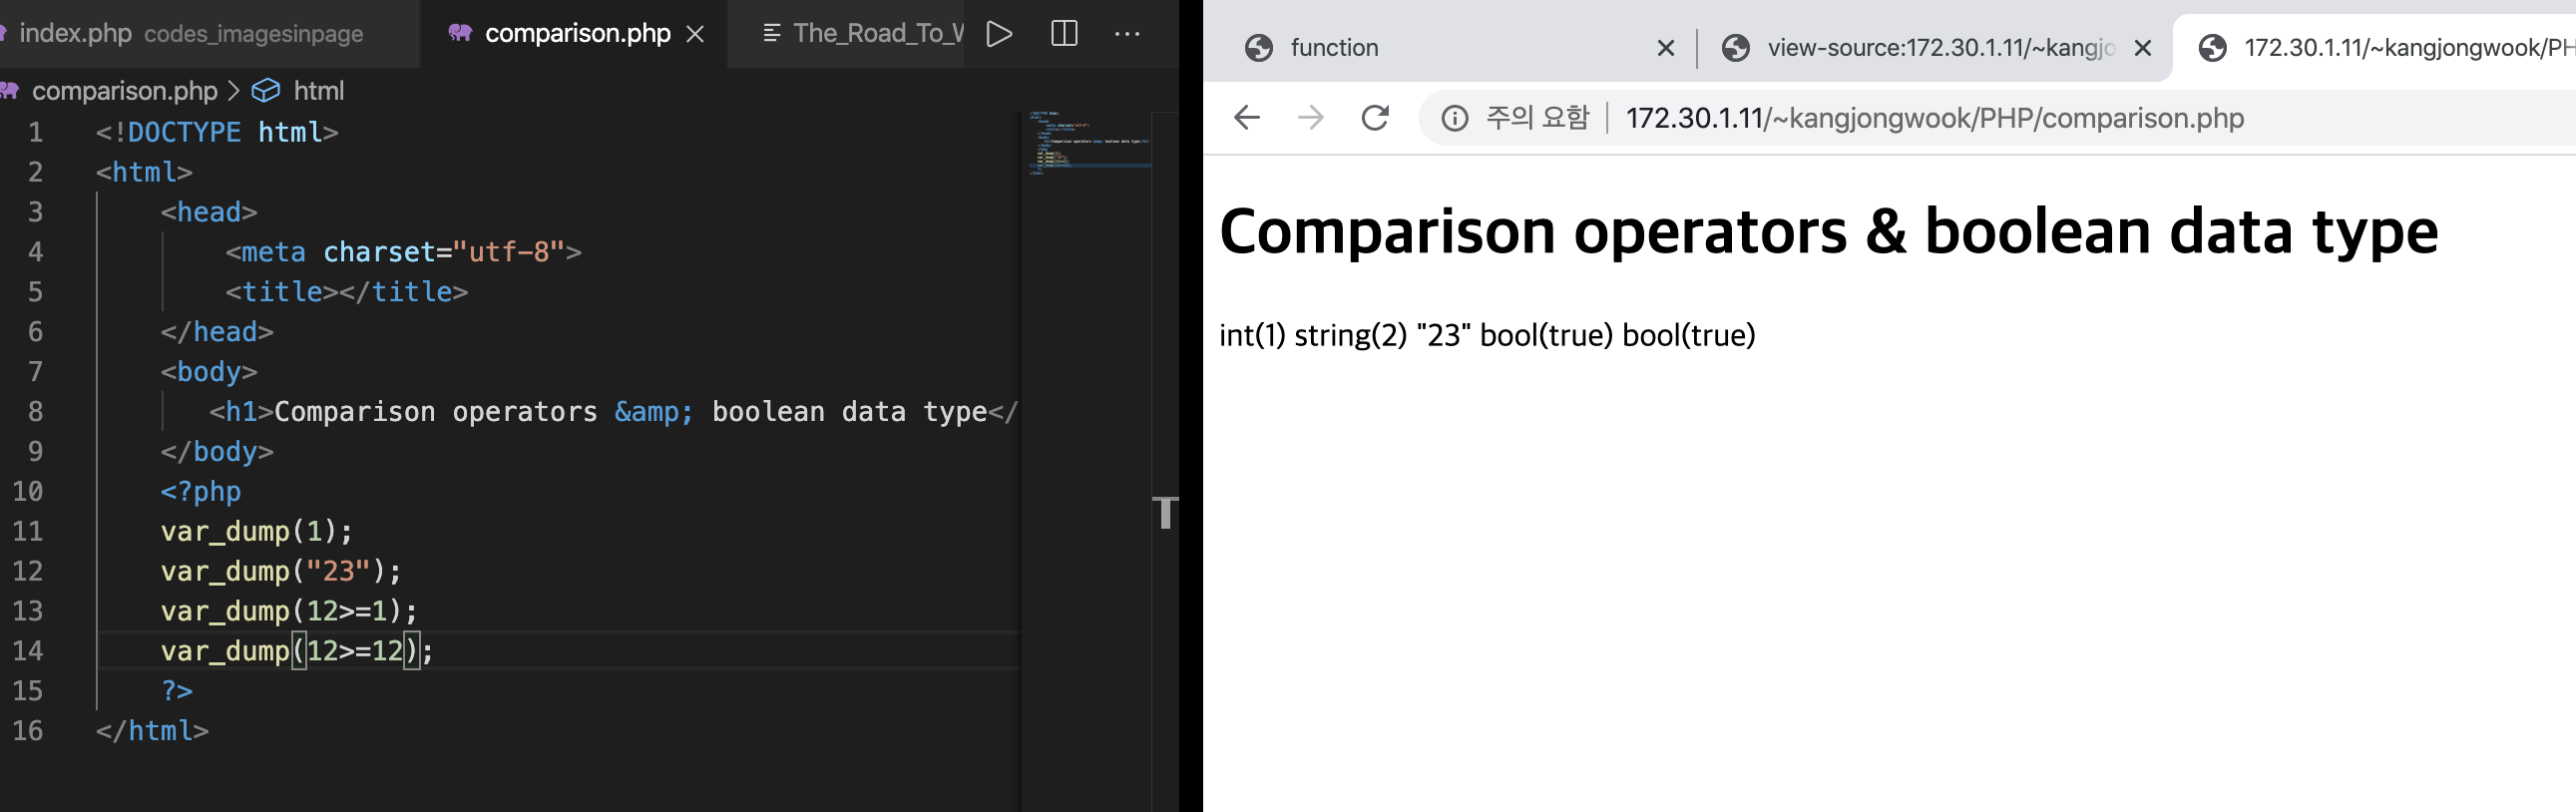 index.php codes_imagesinpage
comparison.php
The_Road_To_
comparison.php > html
1 <!DOCTYPE html>
2 <html>
3 <head>
4 <meta charset="utf-8">
5 <title></title>
6 </head>
7 <body>
8 <h1>Comparison operators &amp; boolean data type</
9 </body>
10 <?php
11 var_dump(1);
12 var_dump("23");
13 var_dump(12>=1);
14 var_dump(12>=12);
15 ?>
16 </html>
function
view-source:172.30.1.11/~kangjo
172.30.1.11/~kangjongwook/PH
주의 요함 172.30.1.11/~kangjongwook/PHP/comparison.php
Comparison operators & boolean data type
int(1) string(2) "23" bool(true) bool(true)